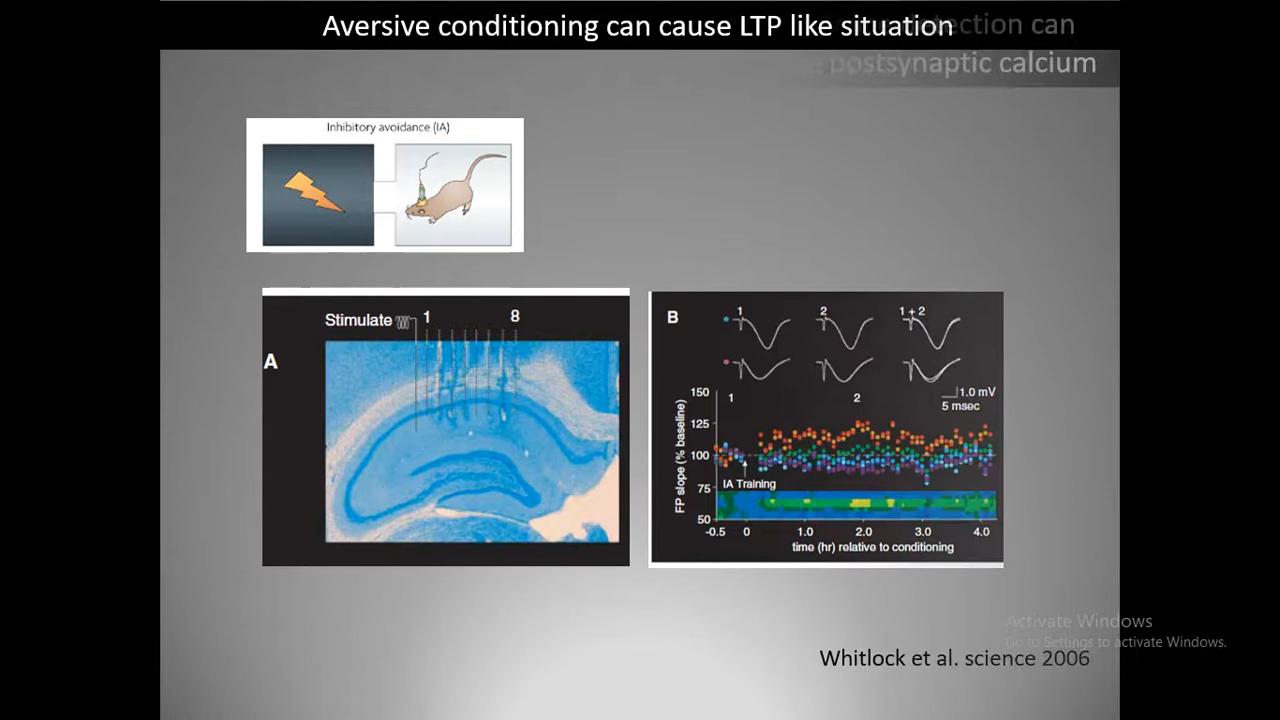 Aversive conditioning can cause LTP like situation
detection can
postsynaptic calcium
Inhibitory avoidance (IA)
Stimulate 1 8
A
B
1 2 1 + 2
1.0 mV
5 msec
1 2
FP slope (% baseline)
150
125
100
75
50
IA Training
-0.5 0 1.0 2.0 3.0 4.0
time (hr) relative to conditioning
Activate Windows
Go to Settings to activate Windows.
Whitlock et al. science 2006